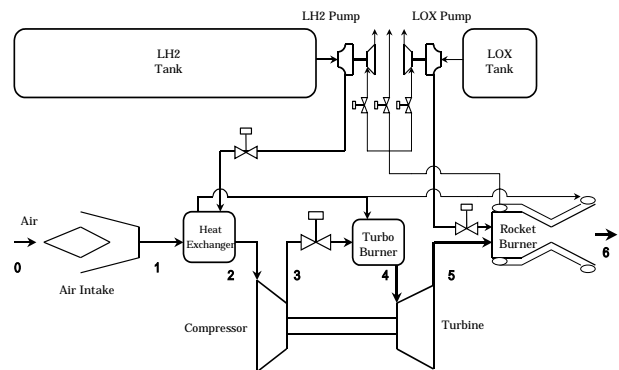 LH2 Pump
LOX Pump
LH2
Tank
LOX
Tank
Air
0
Air Intake
1
Heat
Exchanger
2
3
Turbo
Burner
4
5
Rocket
Burner
6
Compressor
Turbine